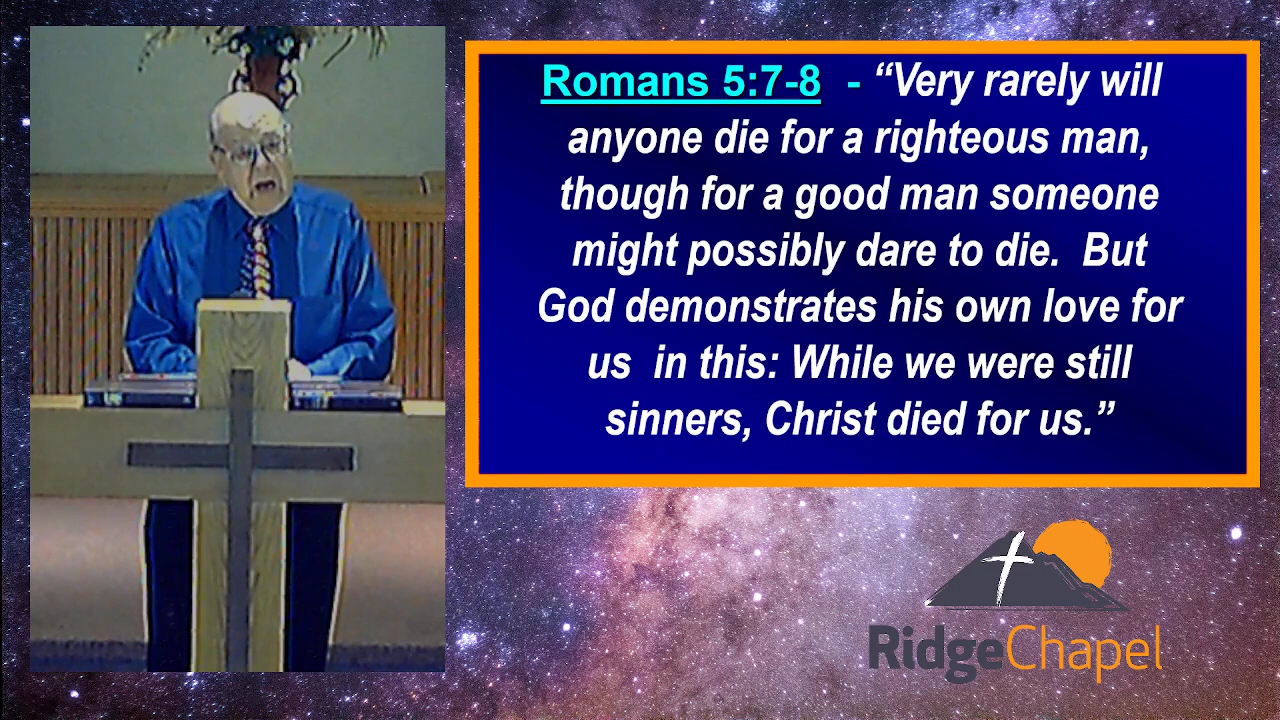 Romans 5:7-8 - “Very rarely will
anyone die for a righteous man,
though for a good man someone
might possibly dare to die.  But
God demonstrates his own love for
us  in this: While we were still
sinners, Christ died for us.”
RidgeChapel